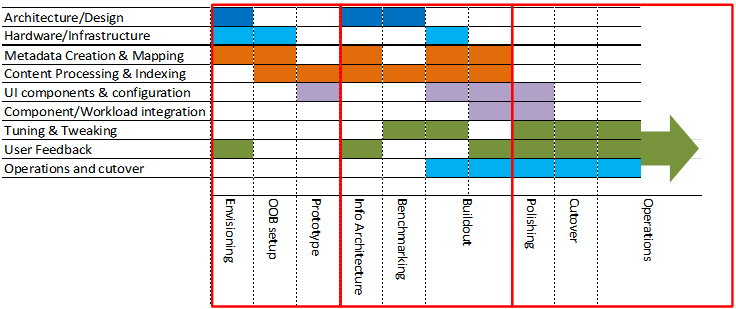 Architecture/Design
Hardware/Infrastructure
Metadata Creation & Mapping
Content Processing & Indexing
UI components & configuration
Component/Workload integration
Tuning & Tweaking
User Feedback
Operations and cutover
Envisioning
OOB setup
Prototype
Info Architecture
Benchmarking
Buildout
Polishing
Cutover
Operations